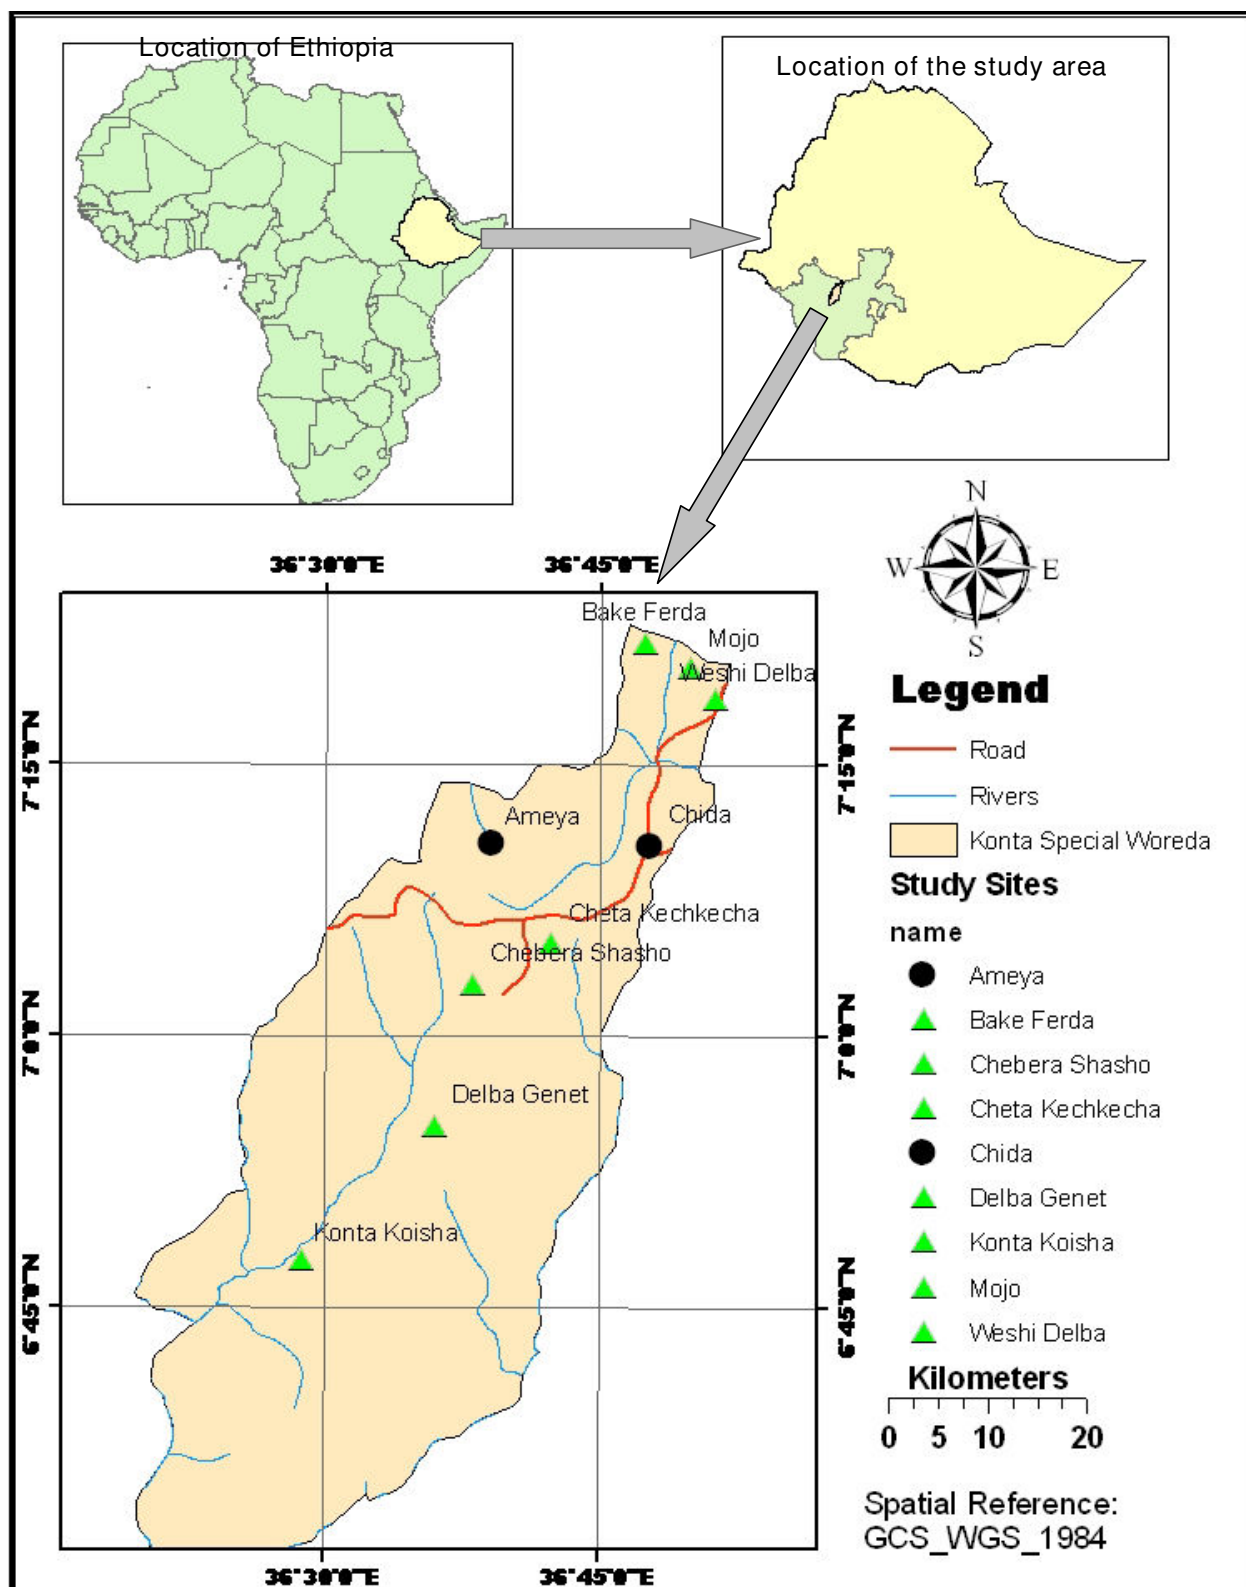 Location of Ethiopia
Location of the study area
N
W
E
S
36°30'0"E
36°45'0"E
Bake Ferda
Mojo
Weshi Delba
7°15'0"N
7°15'0"N
Ameya
Chida
Cheta Kechkecha
Chebera Shasho
7°0'0"N
7°0'0"N
Delba Genet
Konta Koisha
6°45'0"N
6°45'0"N
36°30'0"E
36°45'0"E
Legend
Road
Rivers
Konta Special Woreda
Study Sites
name
Ameya
Bake Ferda
Chebera Shasho
Cheta Kechkecha
Chida
Delba Genet
Konta Koisha
Mojo
Weshi Delba
Kilometers
0 5 10 20
Spatial Reference:
GCS_WGS_1984